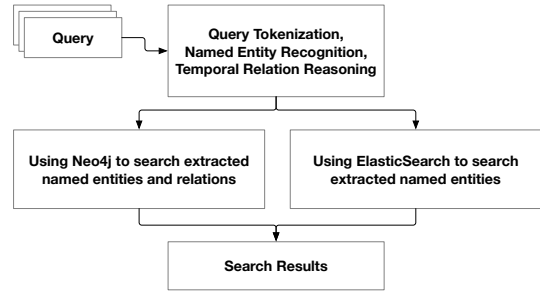 Query
Query Tokenization,
Named Entity Recognition,
Temporal Relation Reasoning
Using Neo4j to search extracted
named entities and relations
Using ElasticSearch to search
extracted named entities
Search Results